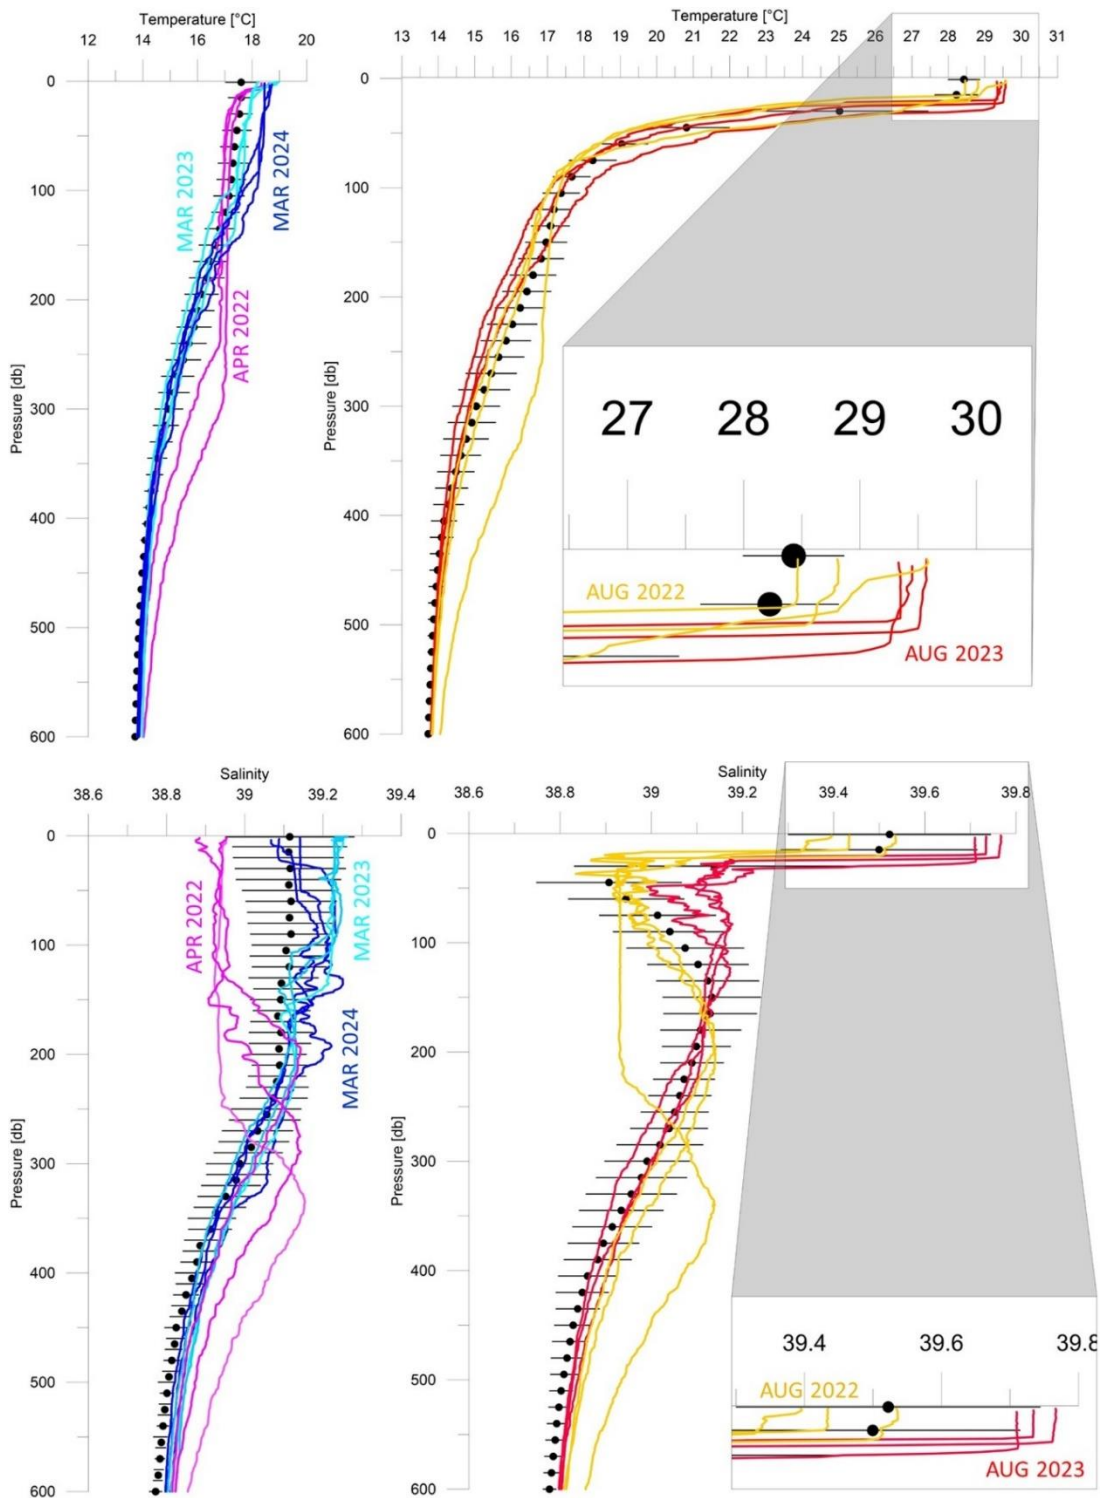 Temperature [°C]
12 14 16 18 20
Temperature [°C]
13 14 15 16 17 18 19 20 21 22 23 24 25 26 27 28 29 30 31
0
100
200
300
400
500
600
Pressure [db]
MAR 2023
MAR 2024
APR 2022
0
100
200
300
400
500
600
Pressure [db]
27 28 29 30
AUG 2022
AUG 2023
Salinity
38.6 38.8 39 39.2 39.4
Salinity
38.6 38.8 39 39.2 39.4 39.6 39.8
0
100
200
300
400
500
600
Pressure [db]
APR 2022
MAR 2023
MAR 2024
0
100
200
300
400
500
600
Pressure [db]
39.4 39.6 39.8
AUG 2022
AUG 2023